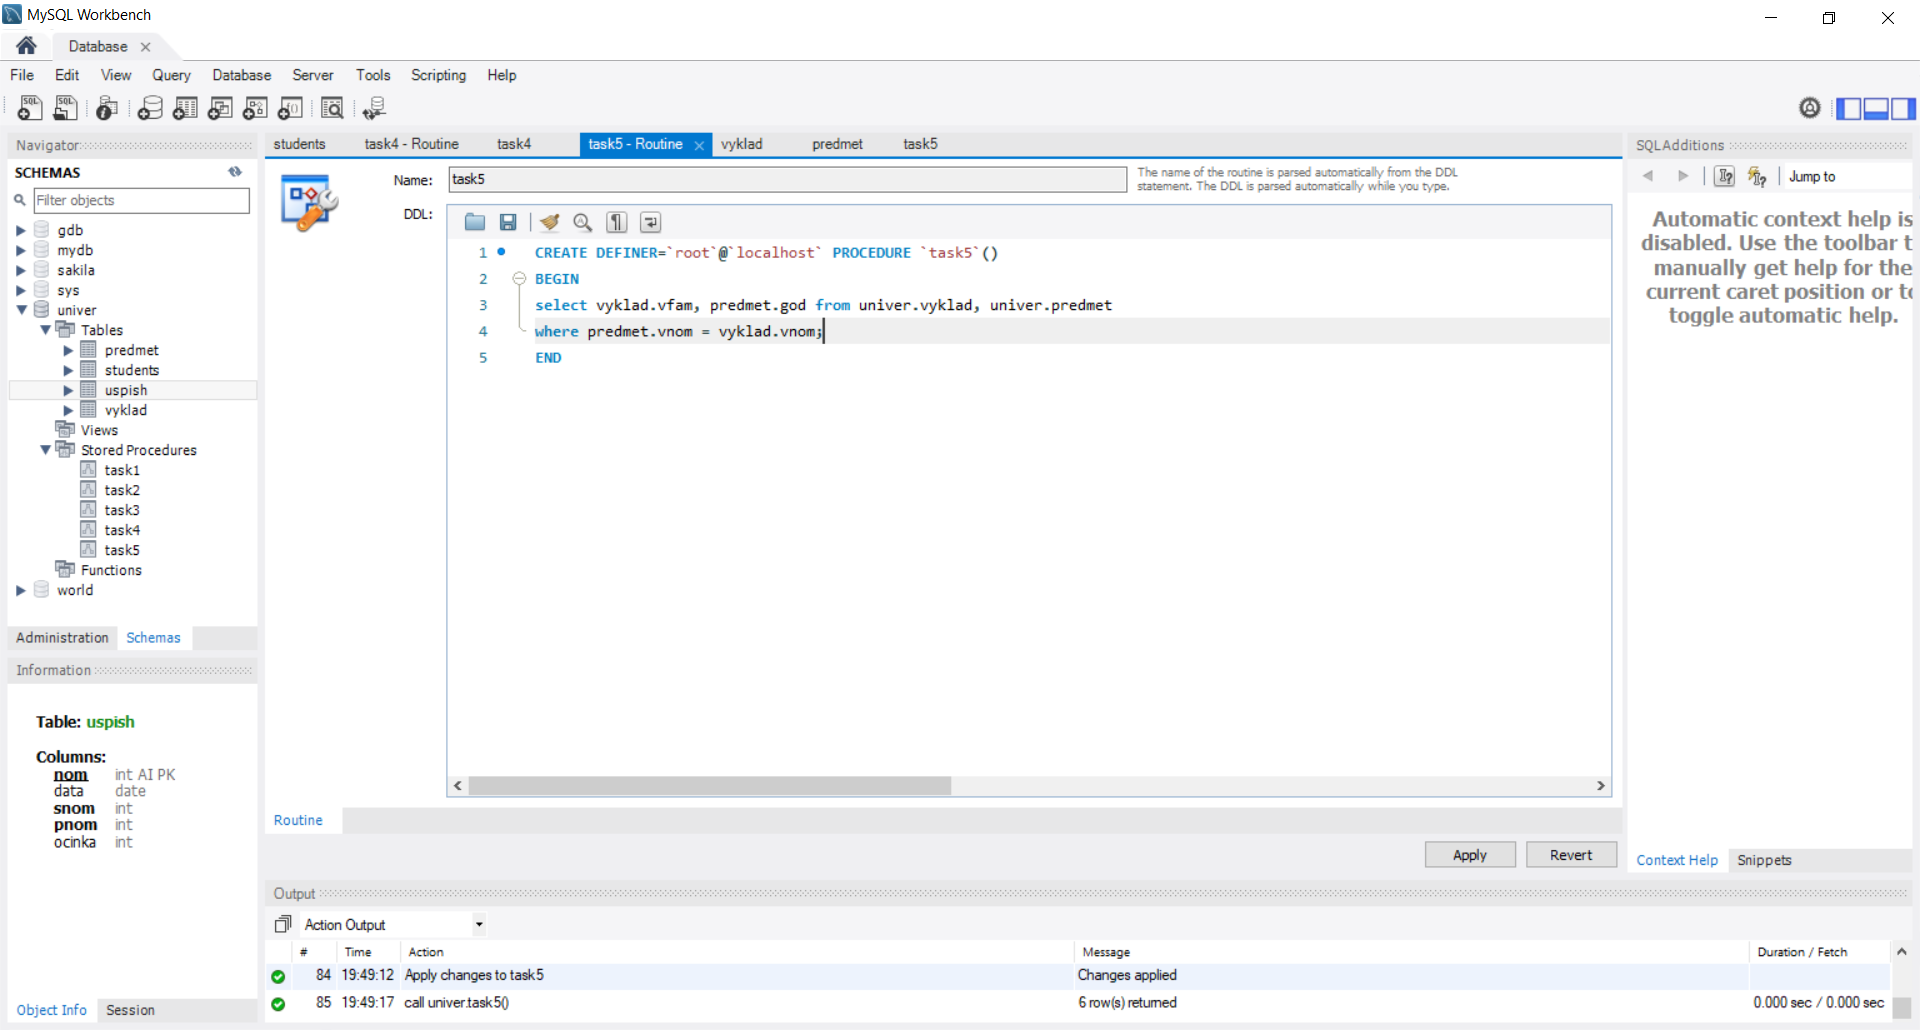 MySQL Workbench
Database
File Edit View Query Database Server Tools Scripting Help
Navigator
SCHEMAS
Filter objects
gdb
mydb
sakila
sys
univer
Tables
predmet
students
uspish
vyklad
Views
Stored Procedures
task1
task2
task3
task4
task5
Functions
world
Administration Schemas
Information
Table: uspish
Columns:
nom int AI PK
data date
snom int
pnom int
ocinka int
Object Info Session
students task4 - Routine task4 task5 - Routine vyklad predmet task5
Name: task5
The name of the routine is parsed automatically from the DDL
statement. The DDL is parsed automatically while you type.
DDL:
1 CREATE DEFINER=`root`@`localhost` PROCEDURE `task5`()
2 BEGIN
3 select vyklad.vfam, predmet.god from univer.vyklad, univer.predmet
4 where predmet.vnom = vyklad.vnom;
5 END
Routine
Apply Revert
Output
Action Output
# Time Action Message Duration / Fetch
84 19:49:12 Apply changes to task5 Changes applied
85 19:49:17 call univer.task5() 6 row(s) returned 0.000 sec / 0.000 sec
SQLAdditions
Jump to
Automatic context help is
disabled. Use the toolbar t
manually get help for the
current caret position or to
toggle automatic help.
Context Help Snippets